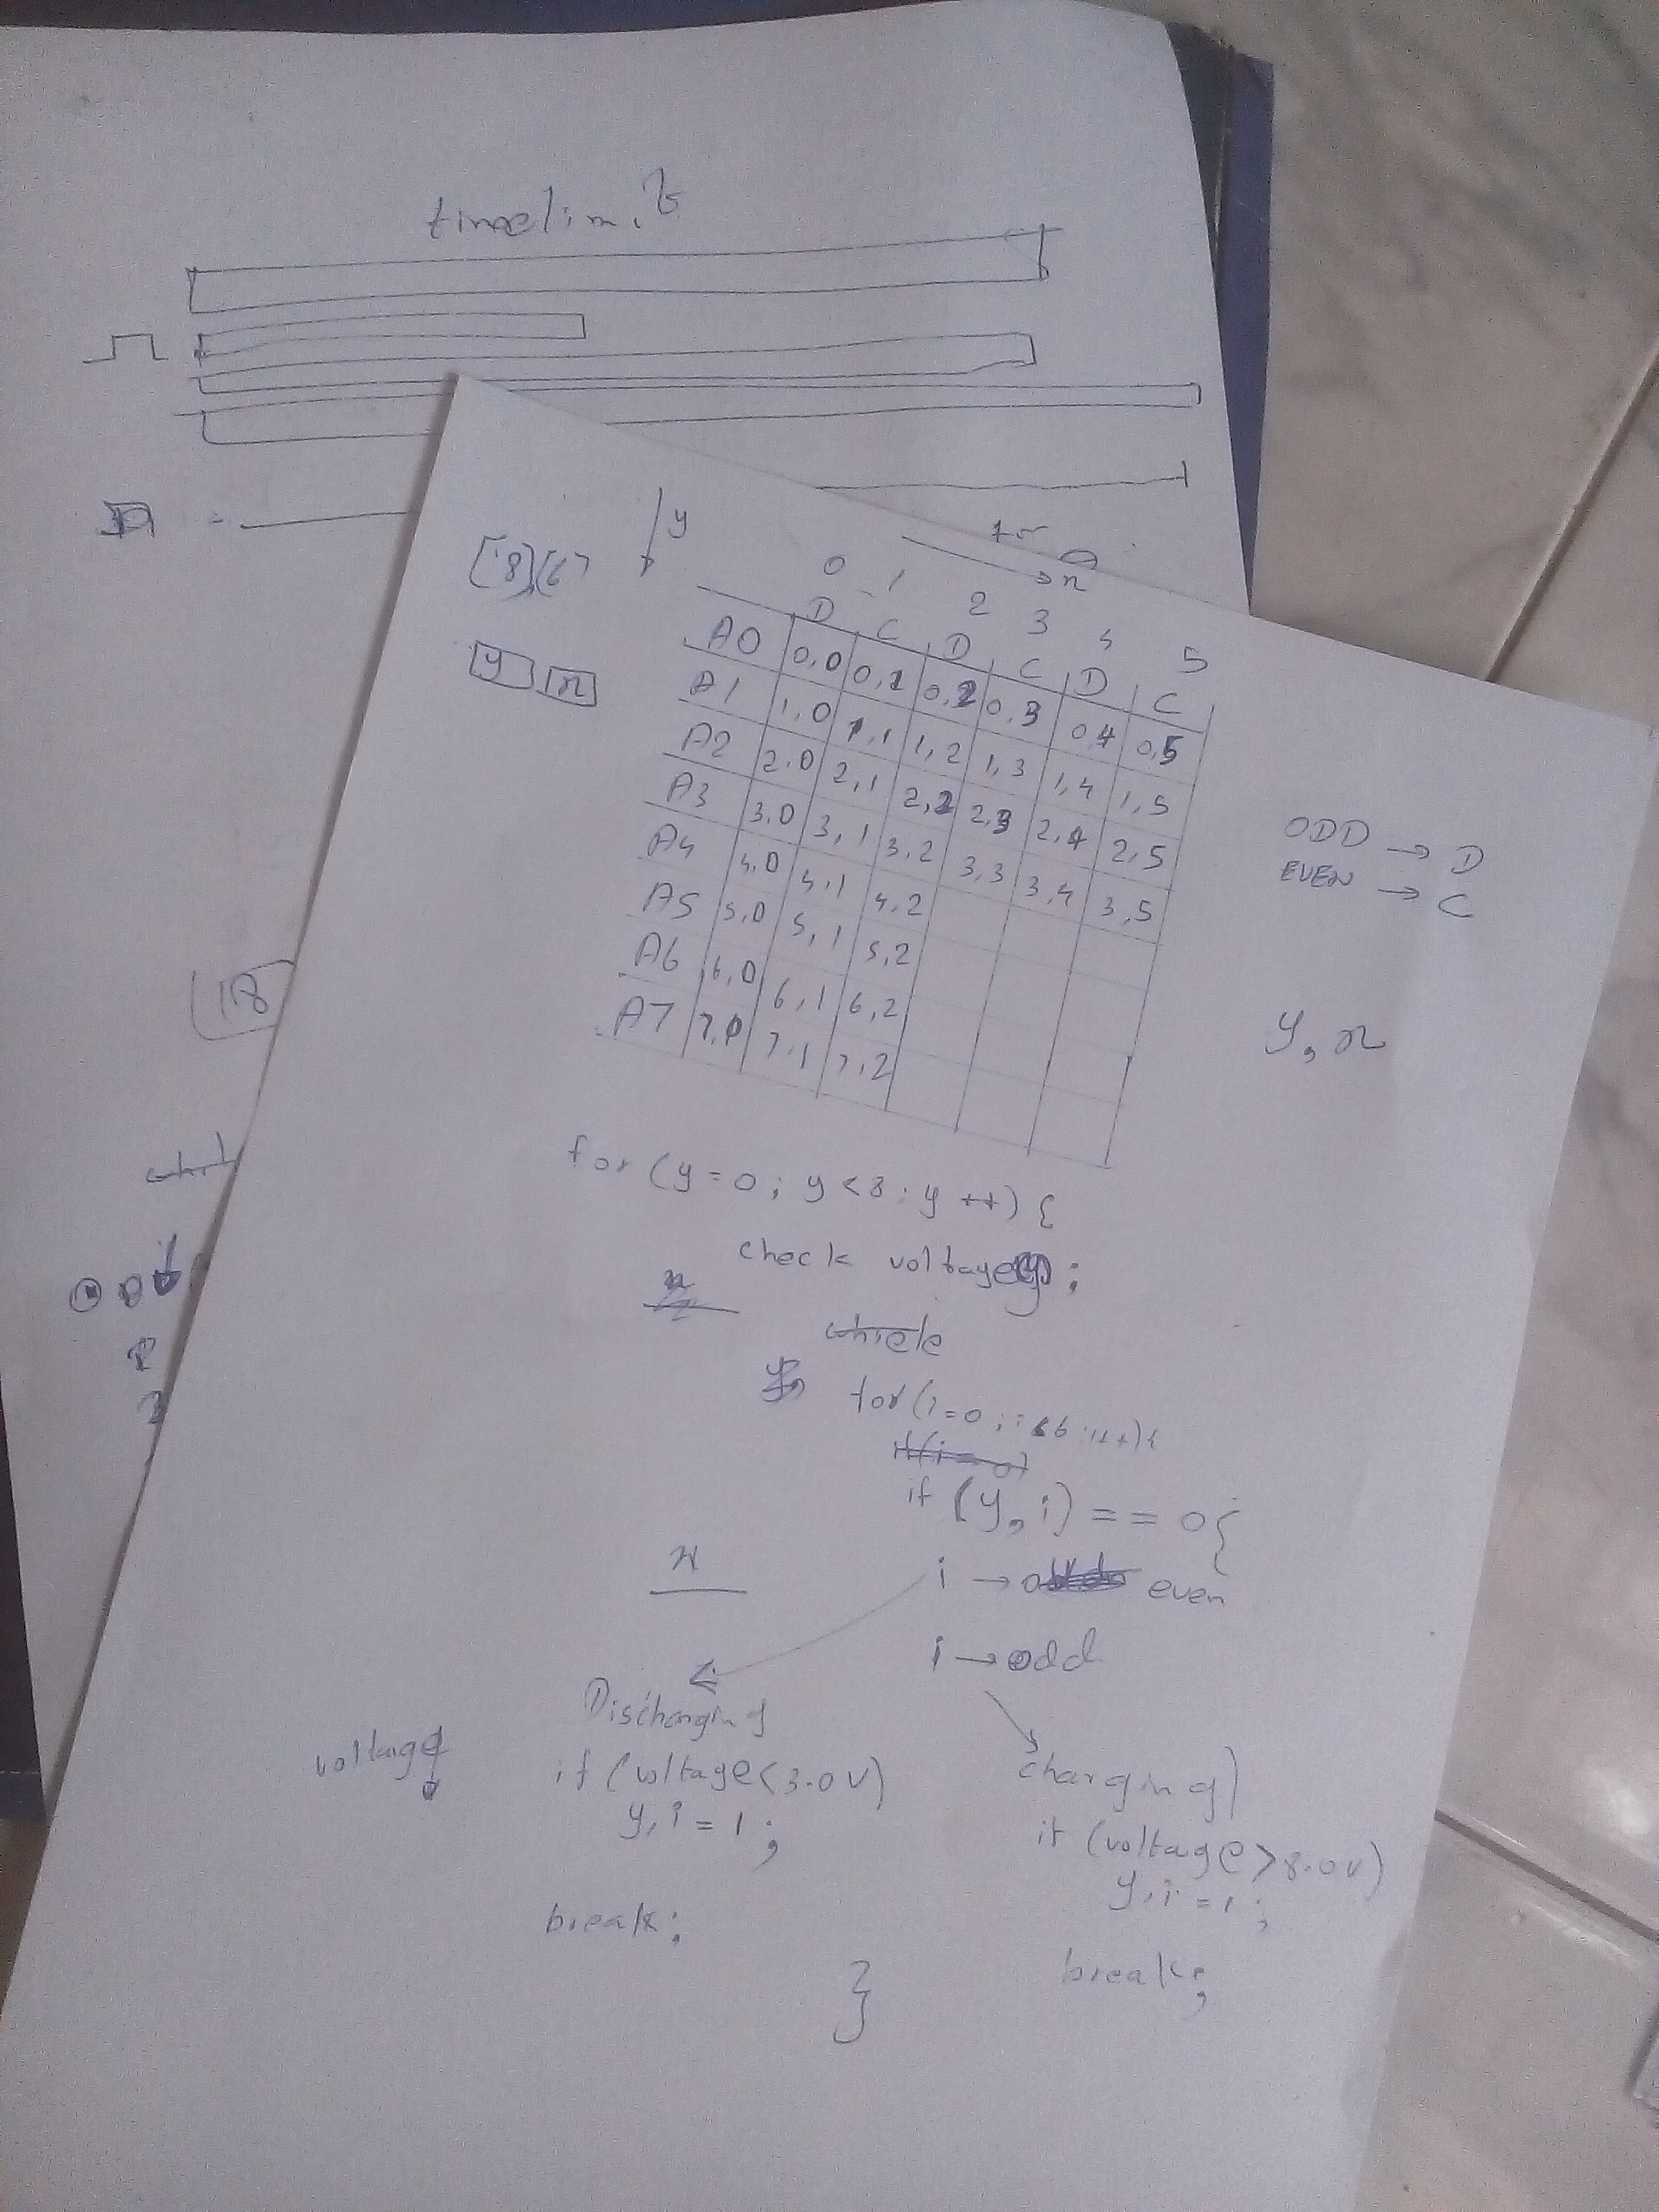 timelimit
y
[8][6]
x
0 1 2 3 4 5
D C D C D C
y x
A0 0,0 0,1 0,2 0,3 0,4 0,5
A1 1,0 1,1 1,2 1,3 1,4 1,5
A2 2,0 2,1 2,2 2,3 2,4 2,5
A3 3,0 3,1 3,2 3,3 3,4 3,5
A4 4,0 4,1 4,2
A5 5,0 5,1 5,2
A6 6,0 6,1 6,2
A7 7,0 7,1 7,2
ODD → D
EVEN → C
y, x
18
for (y=0; y<8; y++) {
check voltage;
for (i=0; i<6; i++) {
if (y, i) == 0 {
x
i → even
i → odd
Discharging
charging
voltage
if (voltage < 3.0V)
y, i = 1;
if (voltage > 8.0V)
y, i = 1;
break;
break;
}